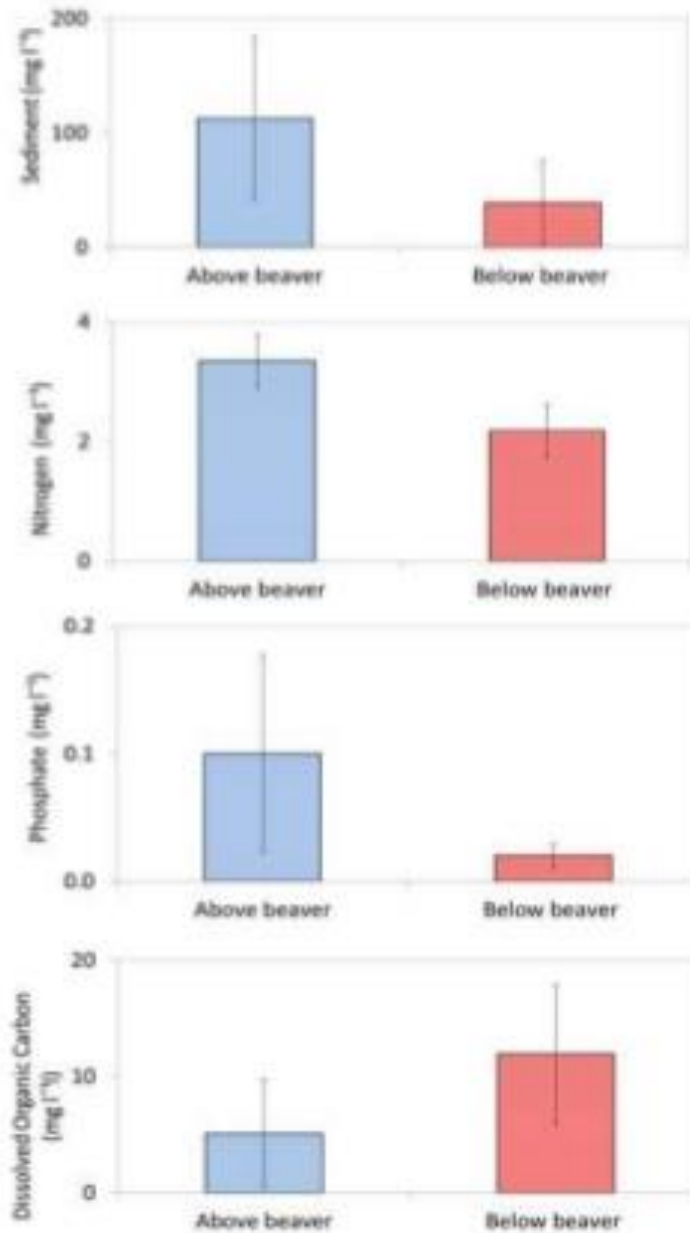 Sediment (mg l⁻¹)
200
100
0
Above beaver
Below beaver
Nitrogen (mg l⁻¹)
4
2
0
Above beaver
Below beaver
Phosphate (mg l⁻¹)
0.2
0.1
0.0
Above beaver
Below beaver
Dissolved Organic Carbon
(mg l⁻¹l)
20
10
0
Above beaver
Below beaver